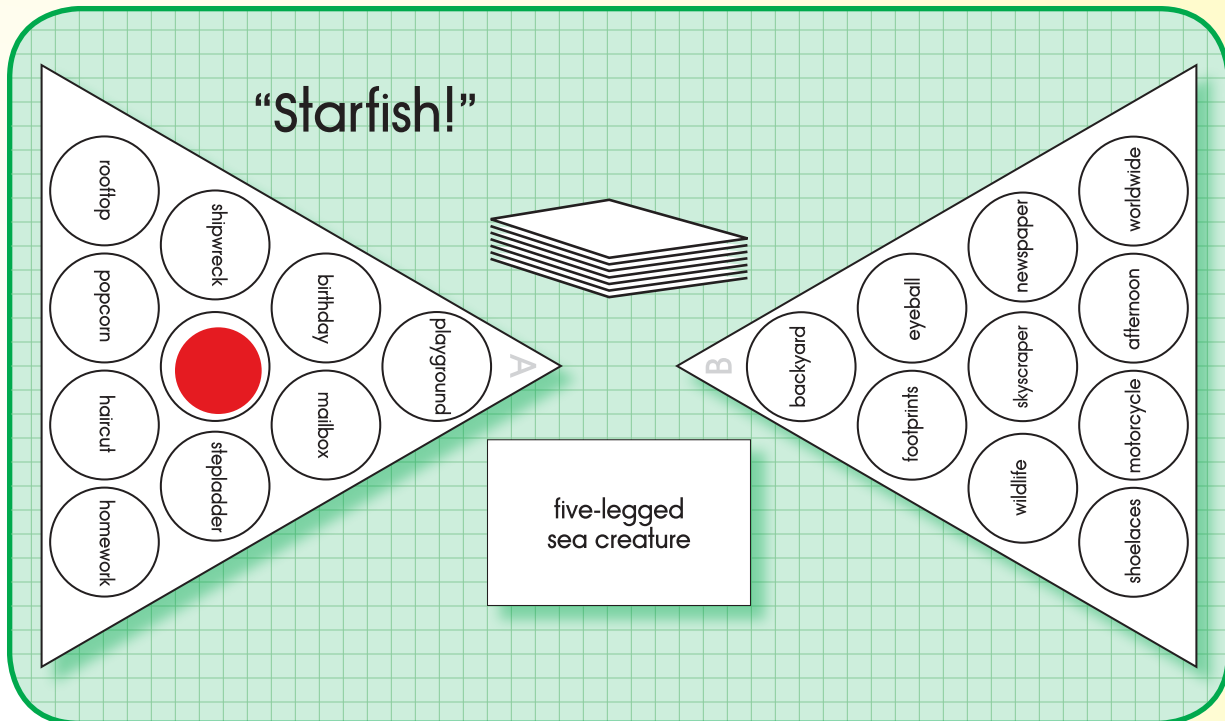 “Starfish!”
rooftop
popcorn
haircut
homework
shipwreck
stepladder
birthday
mailbox
playground
A
B
backyard
eyeball
footprints
newspaper
skyscraper
wildlife
worldwide
afternoon
motorcycle
shoelaces
five-legged
sea creature